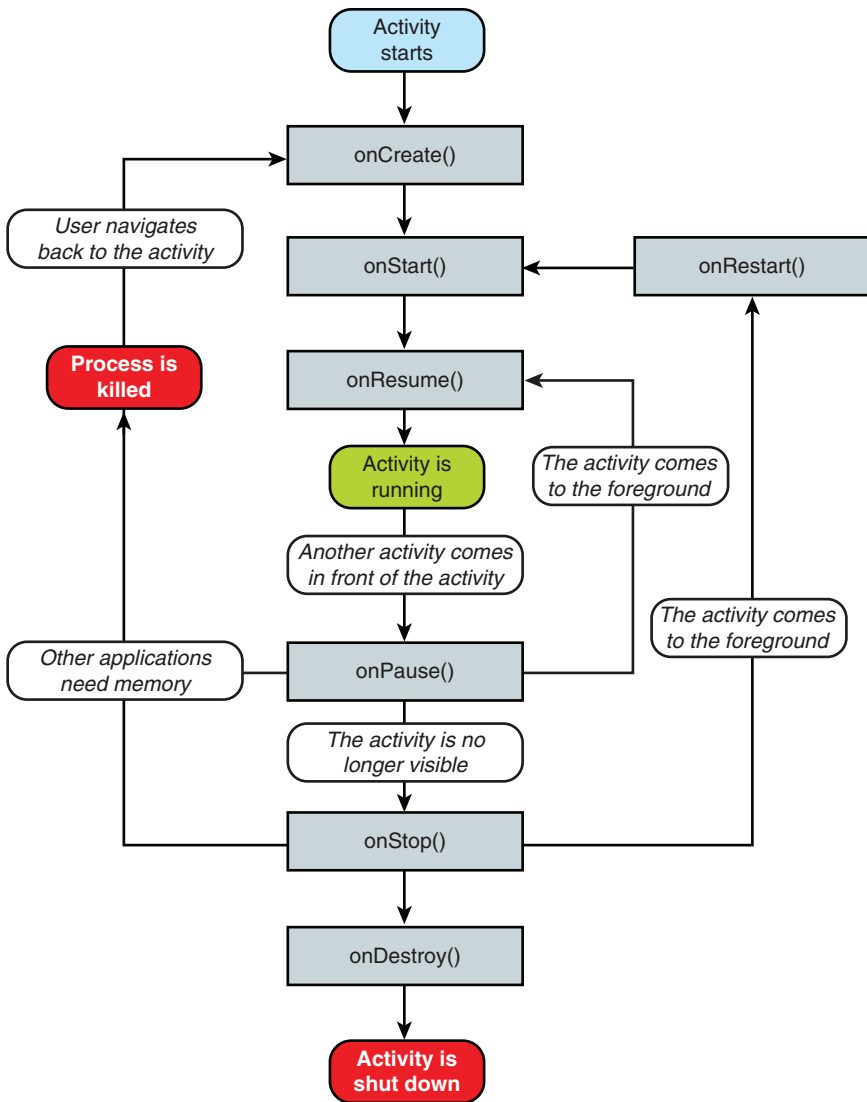 Activity
starts
onCreate()
User navigates
back to the activity
onStart()
onRestart()
Process is
killed
onResume()
Activity is
running
The activity comes
to the foreground
Another activity comes
in front of the activity
The activity comes
to the foreground
Other applications
need memory
onPause()
The activity is no
longer visible
onStop()
onDestroy()
Activity is
shut down